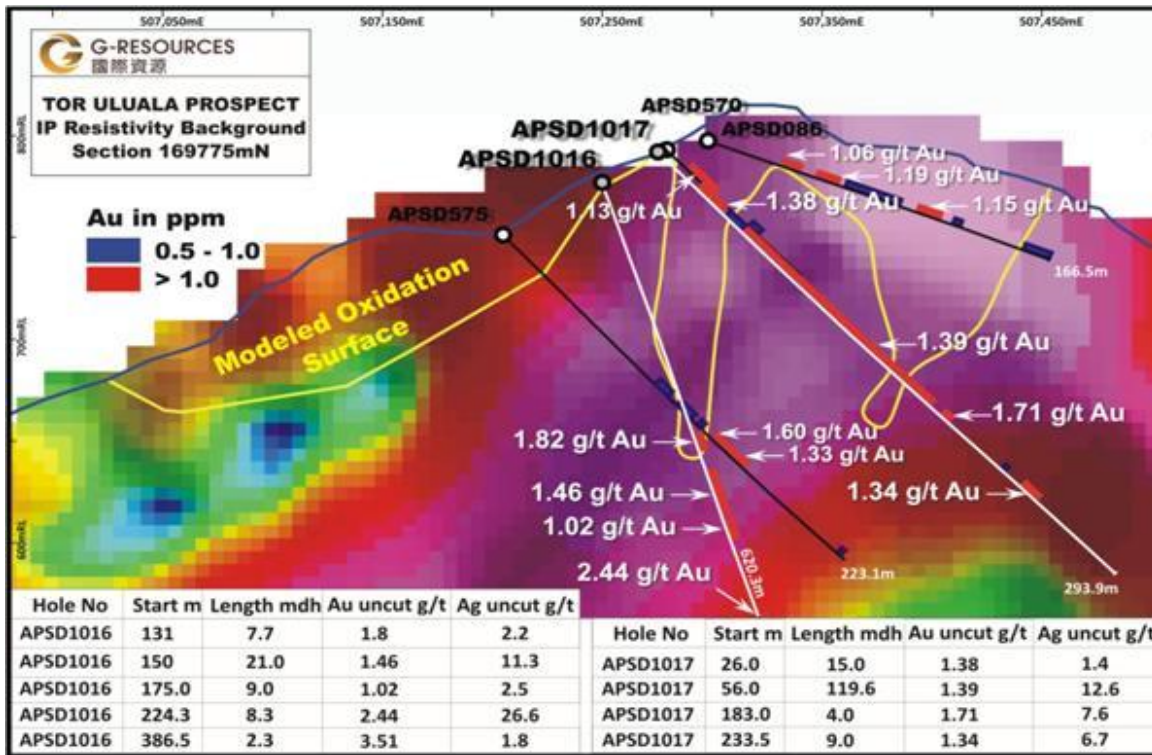 507,050mE 507,150mE 507,250mE 507,350mE 507,450mE
G-RESOURCES
國際資源
TOR ULUALA PROSPECT
IP Resistivity Background
Section 169775mN
800mRL
700mRL
600mRL
Au in ppm
0.5 - 1.0
> 1.0
APSD570
APSD1017
APSD086
APSD1016
APSD575
1.06 g/t Au
1.19 g/t Au
1.13 g/t Au
1.38 g/t Au
1.15 g/t Au
166.5m
Modeled Oxidation
Surface
1.39 g/t Au
1.71 g/t Au
1.82 g/t Au
1.60 g/t Au
1.33 g/t Au
1.46 g/t Au
1.34 g/t Au
1.02 g/t Au
620.3m
2.44 g/t Au
223.1m
293.9m
Hole No Start m Length mdh Au uncut g/t Ag uncut g/t
APSD1016 131 7.7 1.8 2.2
APSD1016 150 21.0 1.46 11.3
APSD1016 175.0 9.0 1.02 2.5
APSD1016 224.3 8.3 2.44 26.6
APSD1016 386.5 2.3 3.51 1.8
Hole No Start m Length mdh Au uncut g/t Ag uncut g/t
APSD1017 26.0 15.0 1.38 1.4
APSD1017 56.0 119.6 1.39 12.6
APSD1017 183.0 4.0 1.71 7.6
APSD1017 233.5 9.0 1.34 6.7